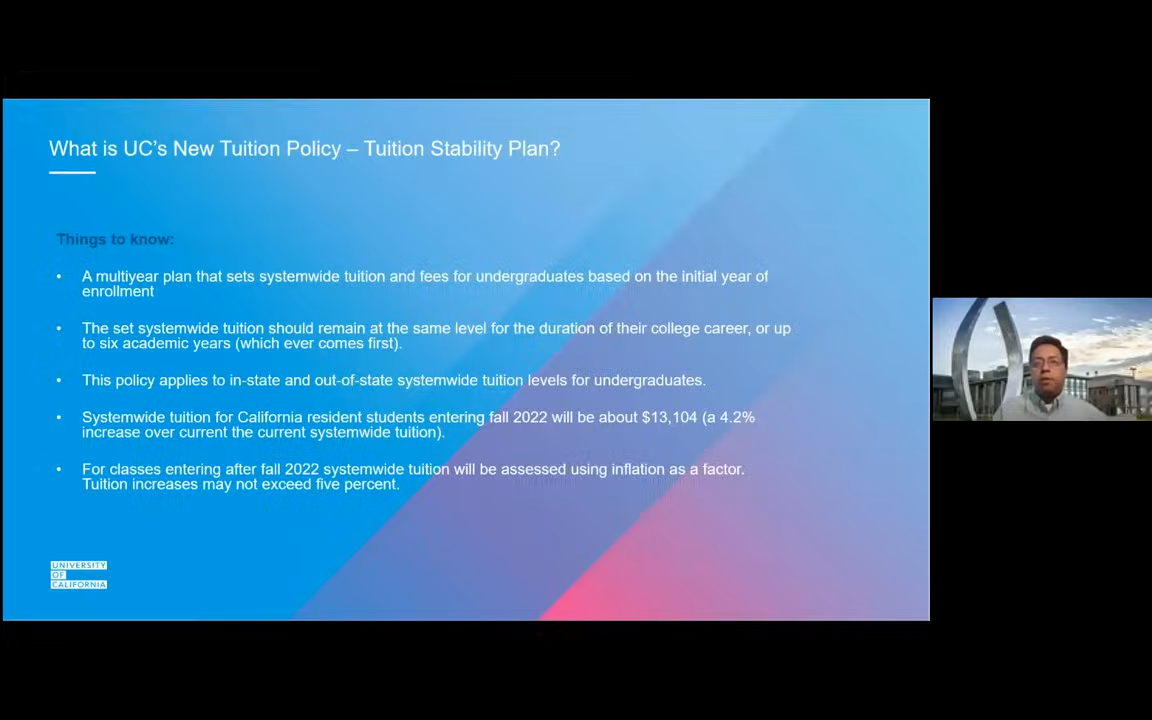 What is UC's New Tuition Policy – Tuition Stability Plan?
Things to know:
• A multiyear plan that sets systemwide tuition and fees for undergraduates based on the initial year of
enrollment
• The set systemwide tuition should remain at the same level for the duration of their college career, or up
to six academic years (which ever comes first).
• This policy applies to in-state and out-of-state systemwide tuition levels for undergraduates.
• Systemwide tuition for California resident students entering fall 2022 will be about $13,104 (a 4.2%
increase over current the current systemwide tuition).
• For classes entering after fall 2022 systemwide tuition will be assessed using inflation as a factor.
Tuition increases may not exceed five percent.
UNIVERSITY
OF
CALIFORNIA